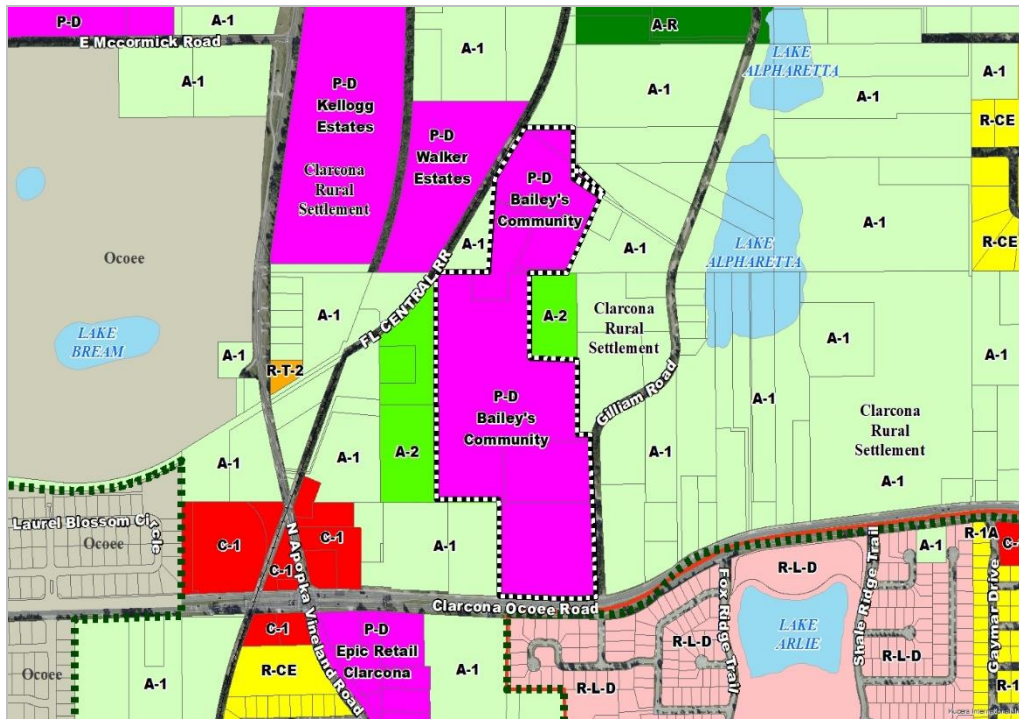 P-D
A-1
E Mccormick Road
A-1
P-D
Kellogg
Estates
Clarcona
Rural
Settlement
A-1
P-D
Walker
Estates
A-R
LAKE
ALPHARETTA
A-1
A-1
A-1
R-CE
P-D
Bailey's
Community
A-1
A-1
A-1
R-CE
LAKE
ALPHARETTA
Ocoee
FL CENTRAL RR
A-1
A-2
Clarcona
Rural
Settlement
LAKE
BREAM
A-1
R-T-2
P-D
Bailey's
Community
Gilliam Road
A-1
A-1
Clarcona
Rural
Settlement
A-1
A-1
A-1
A-2
A-1
A-1
Laurel Blossom Circle
Ocoee
C-1
C-1
C-1
N Apopka Vineland Road
A-1
Clarcona Ocoee Road
R-L-D
Fox Ridge Trail
Shale Ridge Trail
A-1
R-1A
C-1
Gaymar Drive
LAKE
ARLIE
C-1
P-D
Epic Retail
Clarcona
R-L-D
R-L-D
Ocoee
A-1
R-CE
A-1
R-L-D
R-1